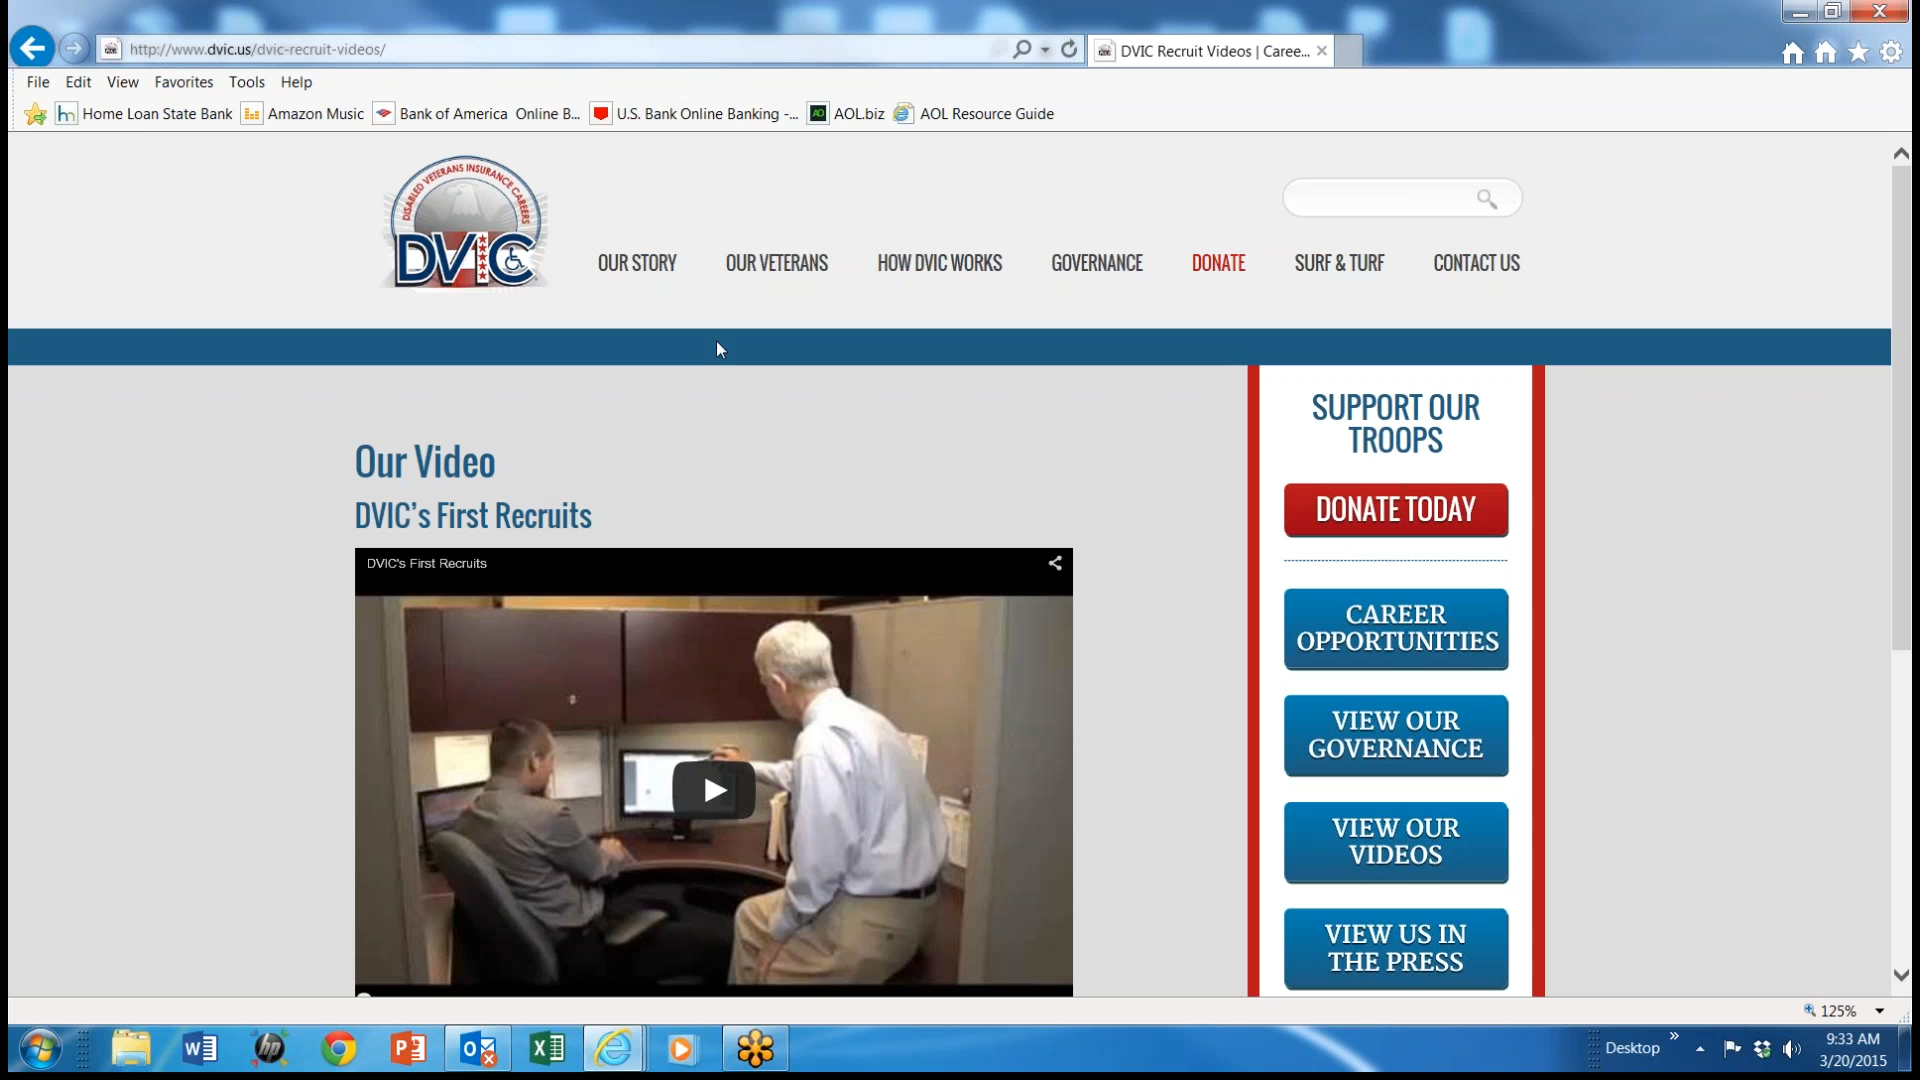 http://www.dvic.us/dvic-recruit-videos/
DVIC Recruit Videos | Caree...
File Edit View Favorites Tools Help
Home Loan State Bank Amazon Music Bank of America Online B... U.S. Bank Online Banking -... AOL.biz AOL Resource Guide
DISABLED VETERANS INSURANCE CAREERS
DVIC
OUR STORY OUR VETERANS HOW DVIC WORKS GOVERNANCE DONATE SURF & TURF CONTACT US
Our Video
DVIC's First Recruits
DVIC's First Recruits
SUPPORT OUR
TROOPS
DONATE TODAY
CAREER
OPPORTUNITIES
VIEW OUR
GOVERNANCE
VIEW OUR
VIDEOS
VIEW US IN
THE PRESS
125%
Desktop
9:33 AM
3/20/2015